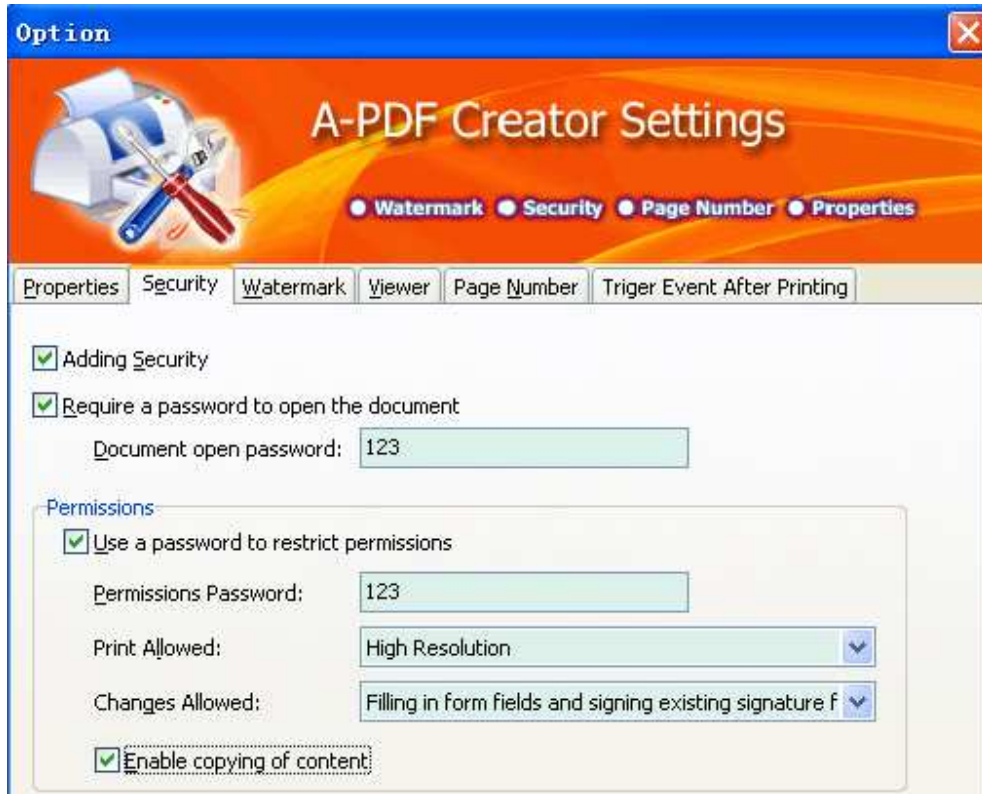 Option
A-PDF Creator Settings
Watermark Security Page Number Properties
Properties Security Watermark Viewer Page Number Triger Event After Printing
Adding Security
Require a password to open the document
Document open password: 123
Permissions
Use a password to restrict permissions
Permissions Password: 123
Print Allowed: High Resolution
Changes Allowed: Filling in form fields and signing existing signature f
Enable copying of content